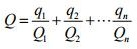 Q = q₁/Q₁ + q₂/Q₂ + ⋯ qₙ/Qₙ